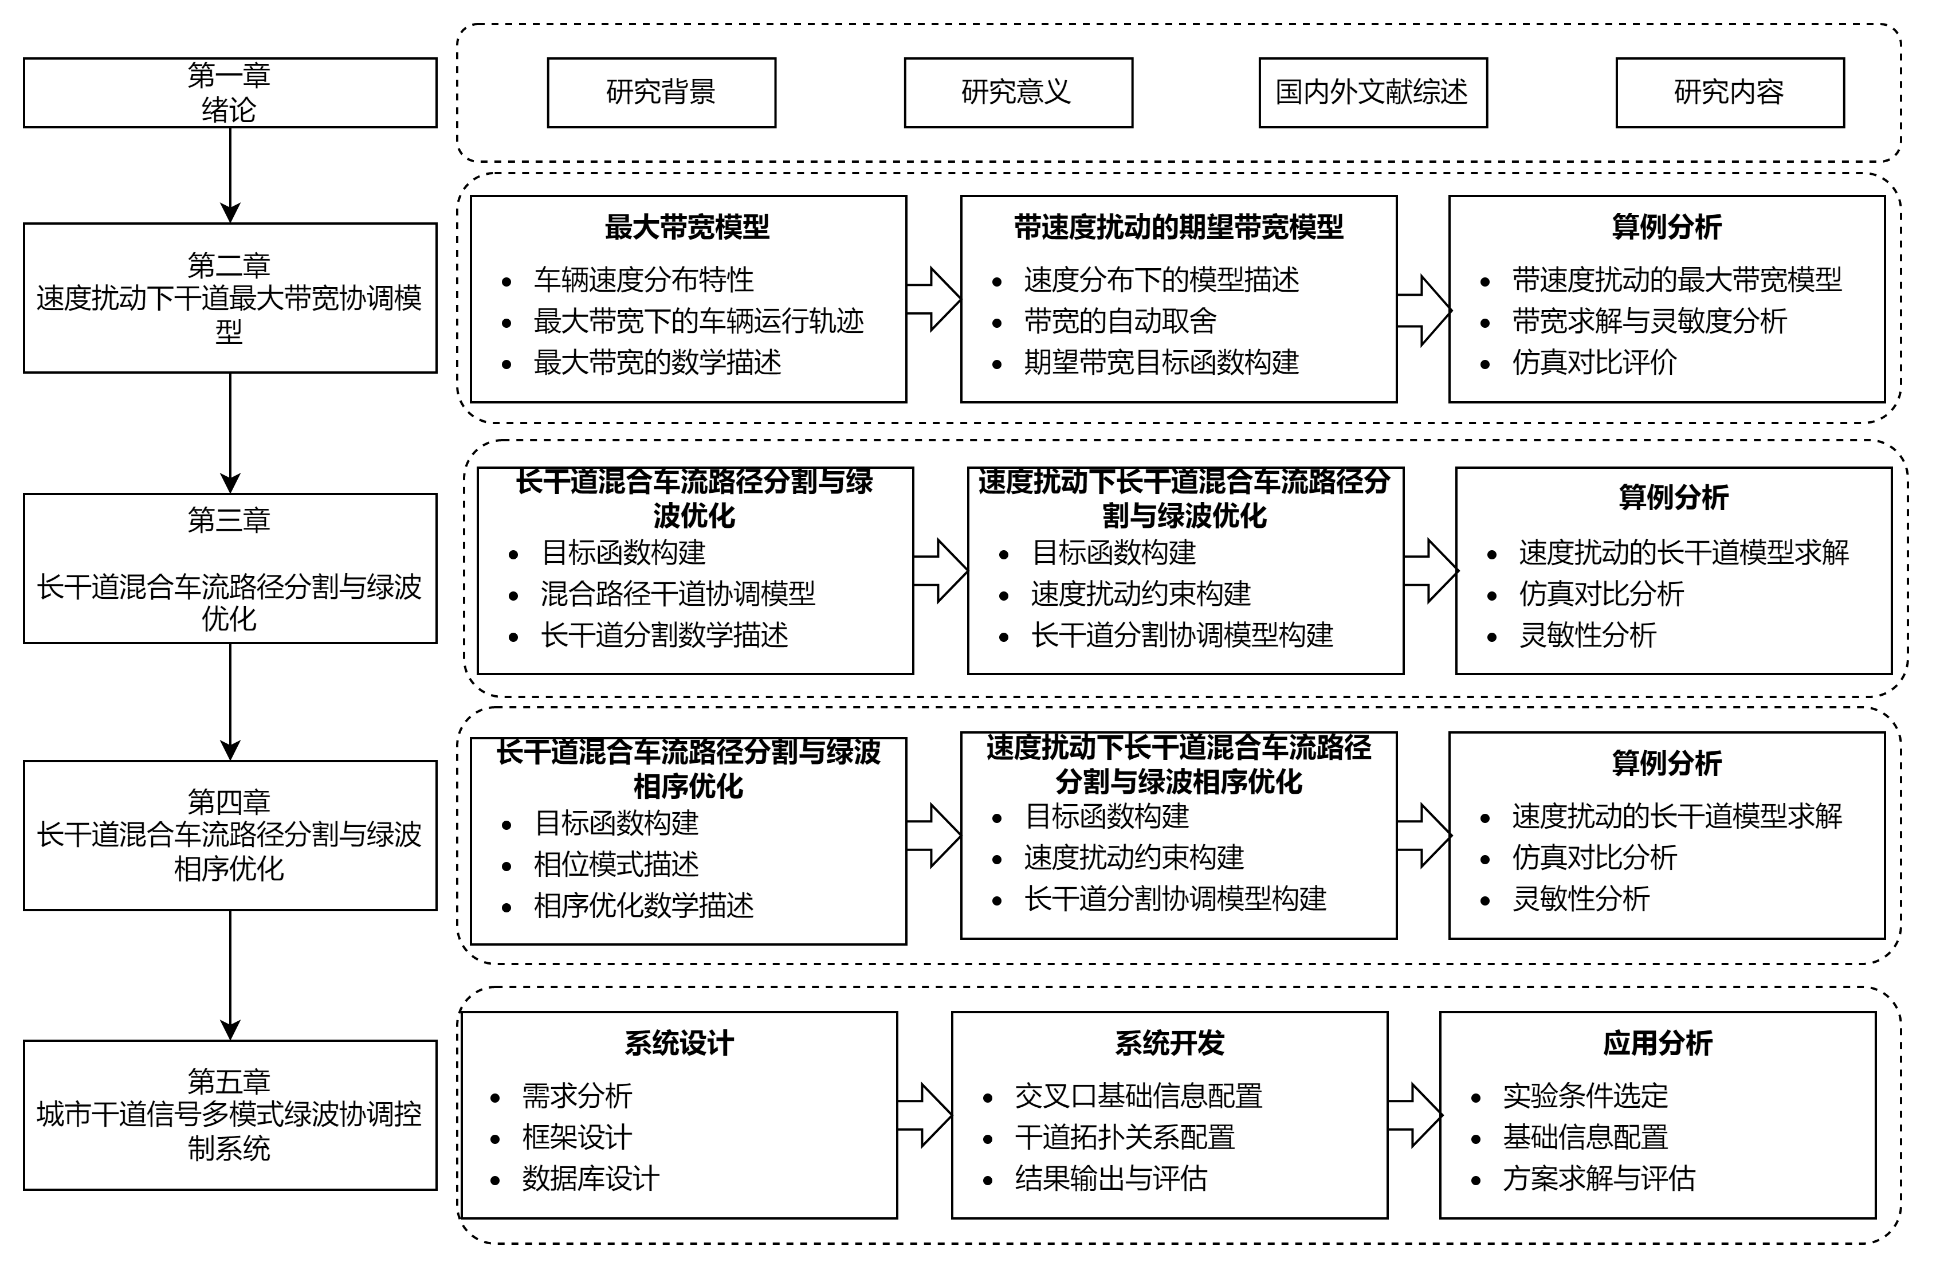 第一章
绪论
研究背景
研究意义
国内外文献综述
研究内容
第二章
速度扰动下干道最大带宽协调模
型
最大带宽模型
车辆速度分布特性
最大带宽下的车辆运行轨迹
最大带宽的数学描述
带速度扰动的期望带宽模型
速度分布下的模型描述
带宽的自动取舍
期望带宽目标函数构建
算例分析
带速度扰动的最大带宽模型
带宽求解与灵敏度分析
仿真对比评价
第三章
长干道混合车流路径分割与绿波
优化
长干道混合车流路径分割与绿
波优化
目标函数构建
混合路径干道协调模型
长干道分割数学描述
速度扰动下长干道混合车流路径分
割与绿波优化
目标函数构建
速度扰动约束构建
长干道分割协调模型构建
算例分析
速度扰动的长干道模型求解
仿真对比分析
灵敏性分析
第四章
长干道混合车流路径分割与绿波
相序优化
长干道混合车流路径分割与绿波
相序优化
目标函数构建
相位模式描述
相序优化数学描述
速度扰动下长干道混合车流路径
分割与绿波相序优化
目标函数构建
速度扰动约束构建
长干道分割协调模型构建
算例分析
速度扰动的长干道模型求解
仿真对比分析
灵敏性分析
第五章
城市干道信号多模式绿波协调控
制系统
系统设计
需求分析
框架设计
数据库设计
系统开发
交叉口基础信息配置
干道拓扑关系配置
结果输出与评估
应用分析
实验条件选定
基础信息配置
方案求解与评估